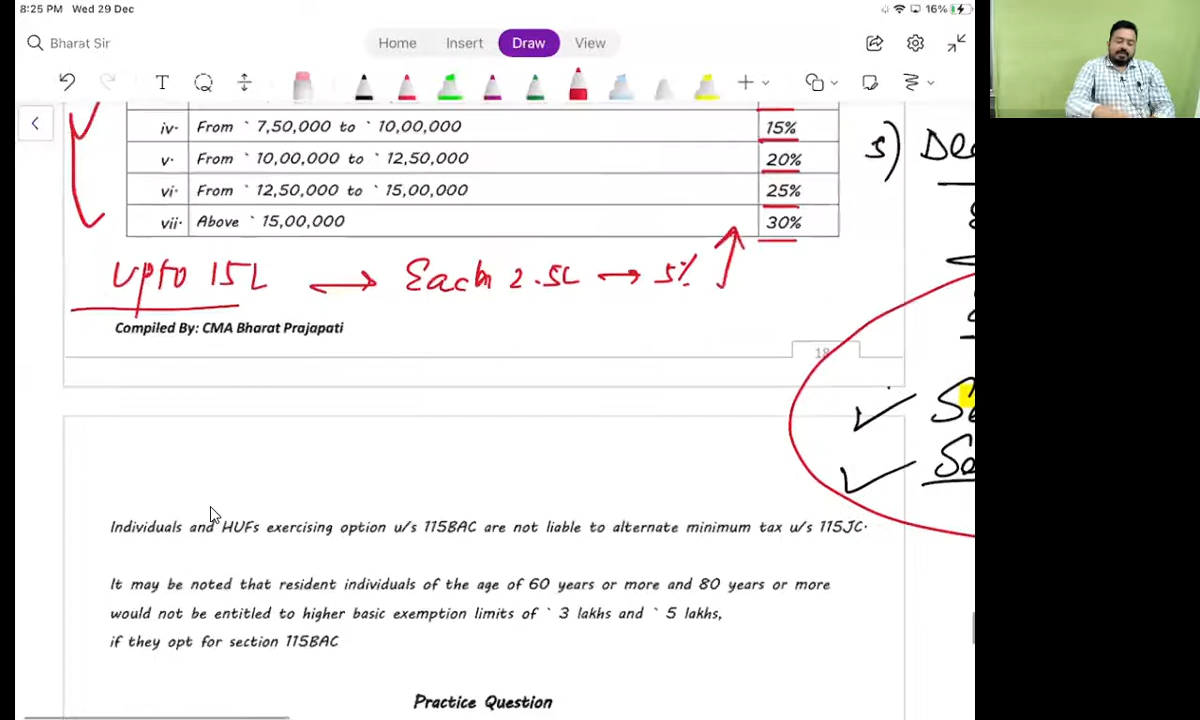 8:25 PM Wed 29 Dec
16%
Bharat Sir
Home Insert Draw View
iv. From ` 7,50,000 to ` 10,00,000 15%
v. From ` 10,00,000 to ` 12,50,000 20%
vi. From ` 12,50,000 to ` 15,00,000 25%
vii. Above ` 15,00,000 30%
5)
Upto 15L → Each 2.5L → 5%
Compiled By: CMA Bharat Prajapati
18
Individuals and HUFs exercising option u/s 115BAC are not liable to alternate minimum tax u/s 115JC.
It may be noted that resident individuals of the age of 60 years or more and 80 years or more
would not be entitled to higher basic exemption limits of ` 3 lakhs and ` 5 lakhs,
if they opt for section 115BAC
Practice Question